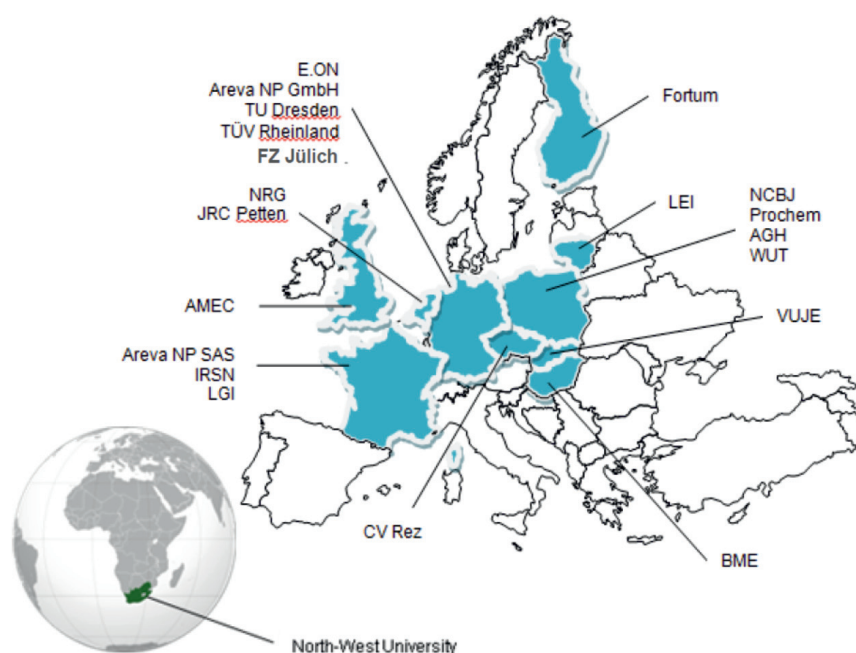 E.ON
Areva NP GmbH
TU Dresden
TÜV Rheinland
FZ Jülich .
Fortum
NRG
JRC Petten
LEI
NCBJ
Prochem
AGH
WUT
AMEC
VUJE
Areva NP SAS
IRSN
LGI
CV Rez
BME
North-West University